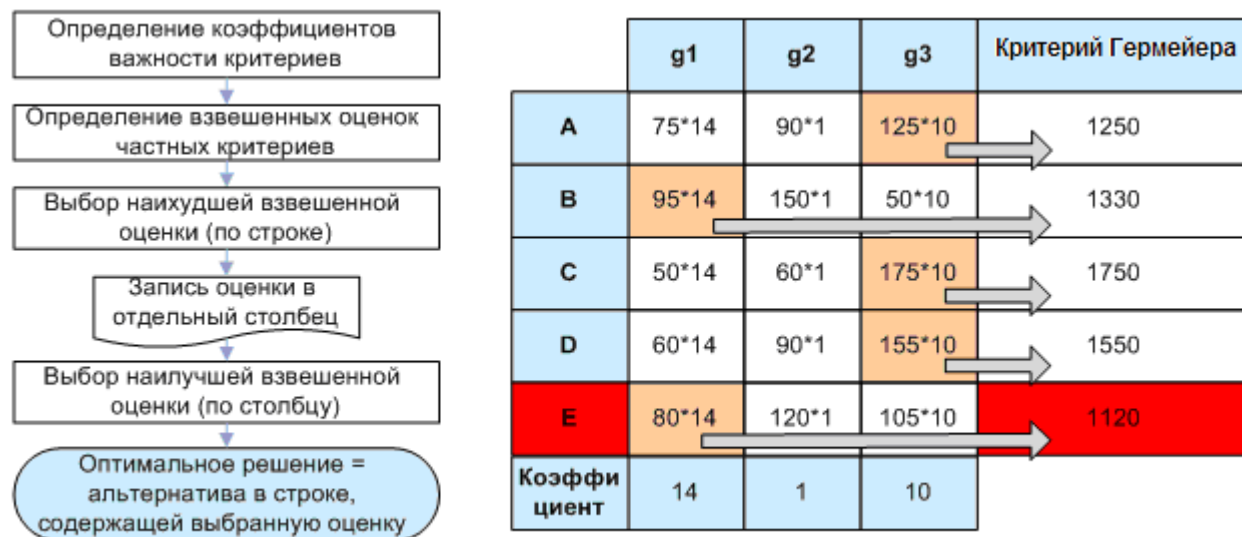 Определение коэффициентов
важности критериев
Определение взвешенных оценок
частных критериев
Выбор наихудшей взвешенной
оценки (по строке)
Запись оценки в
отдельный столбец
Выбор наилучшей взвешенной
оценки (по столбцу)
Оптимальное решение =
альтернатива в строке,
содержащей выбранную оценку
g1 g2 g3 Критерий Гермейера
A 75*14 90*1 125*10 1250
B 95*14 150*1 50*10 1330
C 50*14 60*1 175*10 1750
D 60*14 90*1 155*10 1550
E 80*14 120*1 105*10 1120
Коэффи
циент 14 1 10